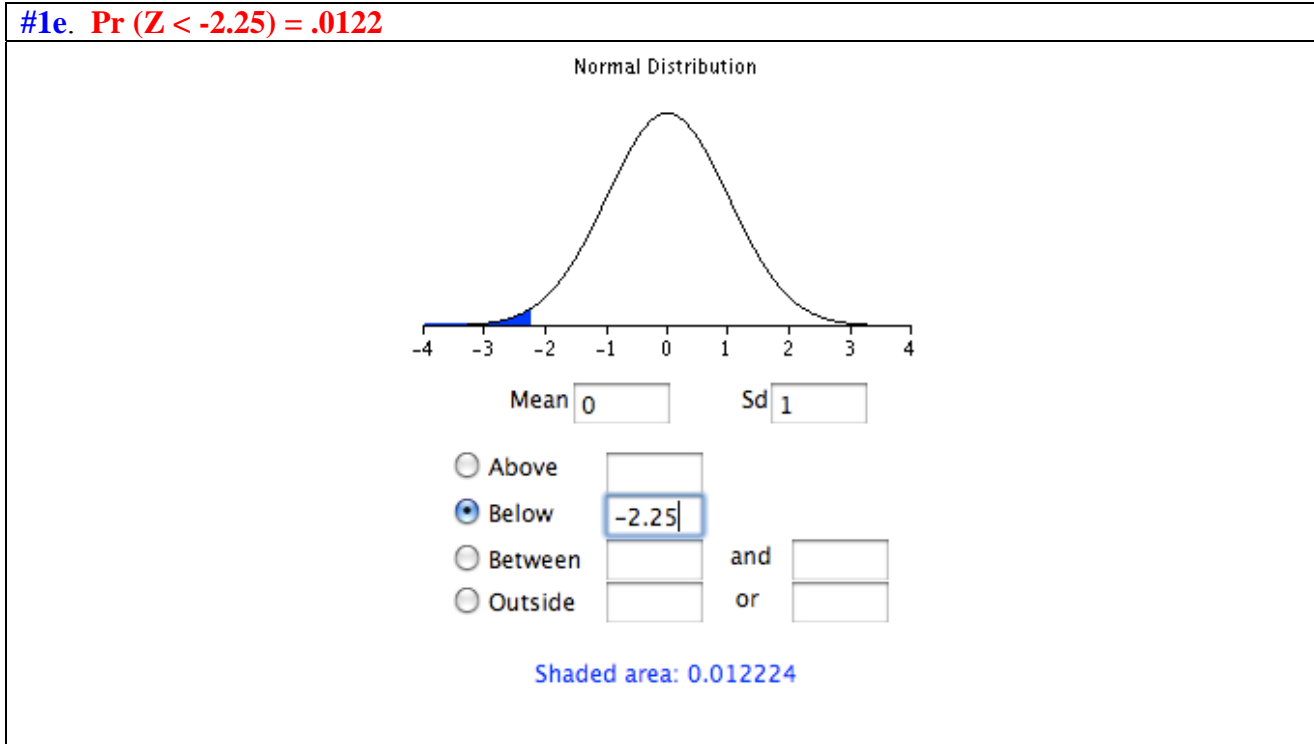 #1e. Pr (Z < -2.25) = .0122
Normal Distribution
-4 -3 -2 -1 0 1 2 3 4
Mean 0 Sd 1
Above
Below -2.25
Between and
Outside or
Shaded area: 0.012224